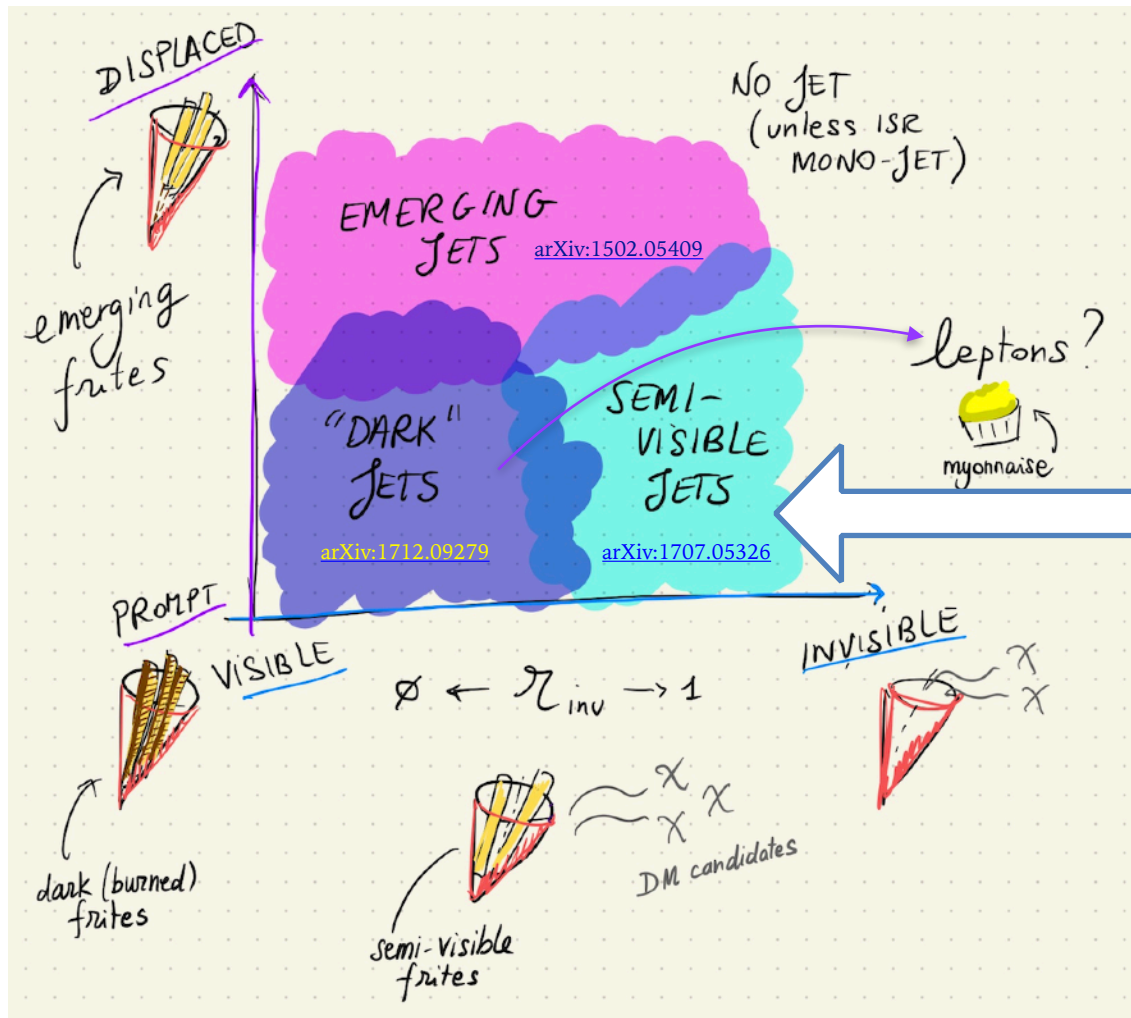 DISPLACED
NO JET
(unless ISR
MONO-JET)
EMERGING
JETS
arXiv:1502.05409
emerging
frites
leptons?
myonnaise
"DARK"
JETS
arXiv:1712.09279
SEMI-
VISIBLE
JETS
arXiv:1707.05326
PROMPT
VISIBLE
INVISIBLE
∅ ← r inv → 1
χ
χ
χ
χ
χ
DM candidates
dark (burned)
frites
semi-visible
frites